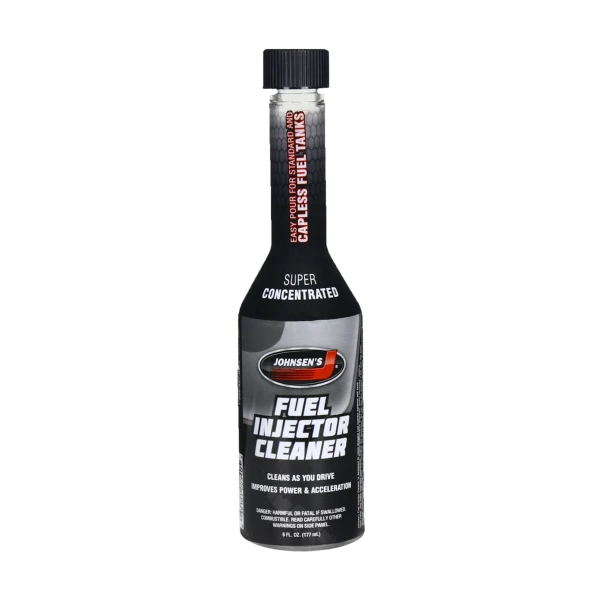 EASY POUR FOR STANDARD AND
CAPLESS FUEL TANKS
SUPER
CONCENTRATED
JOHNSEN'S
FUEL
INJECTOR
CLEANER
CLEANS AS YOU DRIVE
IMPROVES POWER & ACCELERATION
DANGER: HARMFUL OR FATAL IF SWALLOWED.
COMBUSTIBLE. READ CAREFULLY OTHER
WARNINGS ON SIDE PANEL.
6 FL. OZ. (177 mL)